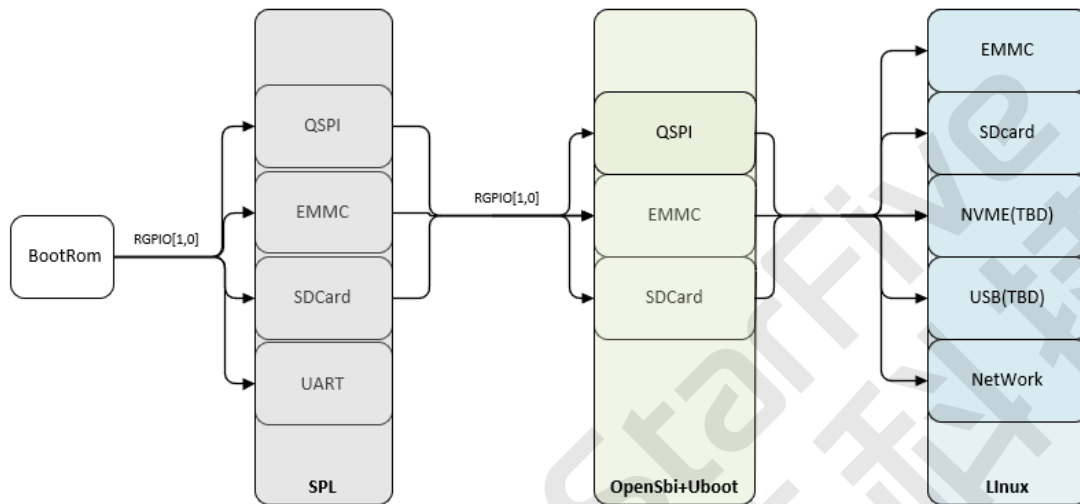 BootRom
RGPIO[1,0]
QSPI
EMMC
SDCard
UART
SPL
RGPIO[1,0]
QSPI
EMMC
SDCard
OpenSbi+Uboot
EMMC
SDcard
NVME(TBD)
USB(TBD)
NetWork
LInux
StarFive